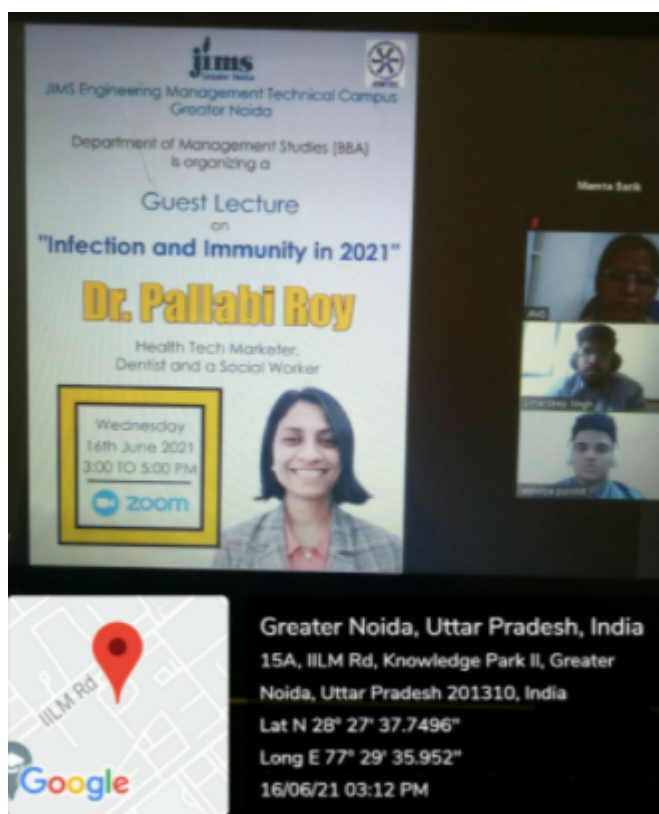 jims
Greater Noida
JIMS Engineering Management Technical Campus
Greater Noida
Department of Management Studies (BBA)
is organizing a
Guest Lecture
on
"Infection and Immunity in 2021"
Dr. Pallabi Roy
Health Tech Marketer,
Dentist and a Social Worker
Wednesday
16th June 2021
3:00 TO 5:00 PM
zoom
Mamta Barik
JIMS
IILM Rd
Google
Greater Noida, Uttar Pradesh, India
15A, IILM Rd, Knowledge Park II, Greater
Noida, Uttar Pradesh 201310, India
Lat N 28° 27' 37.7496"
Long E 77° 29' 35.952"
16/06/21 03:12 PM